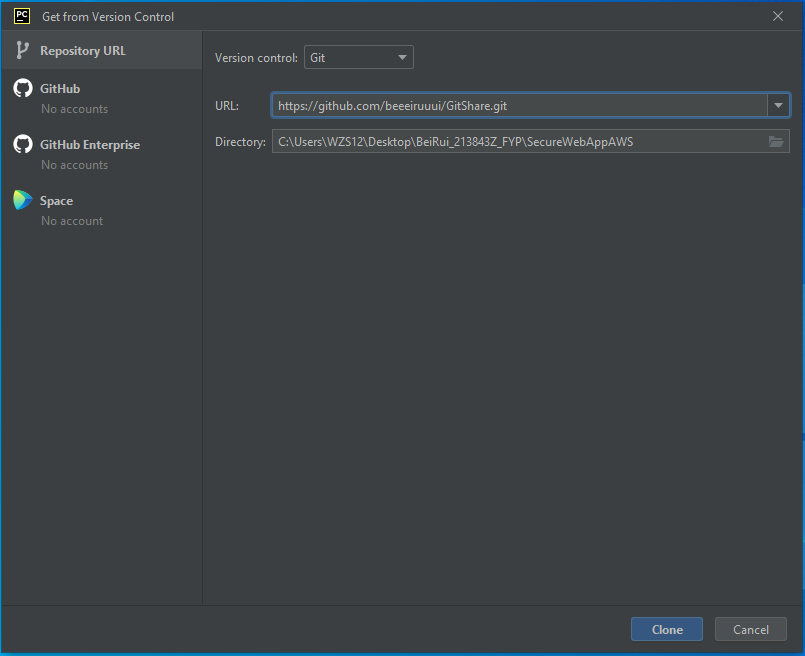 PC Get from Version Control
Repository URL
GitHub
No accounts
GitHub Enterprise
No accounts
Space
No account
Version control: Git
URL: https://github.com/beeeiruuui/GitShare.git
Directory: C:\Users\WZS12\Desktop\BeiRui_213843Z_FYP\SecureWebAppAWS
Clone Cancel